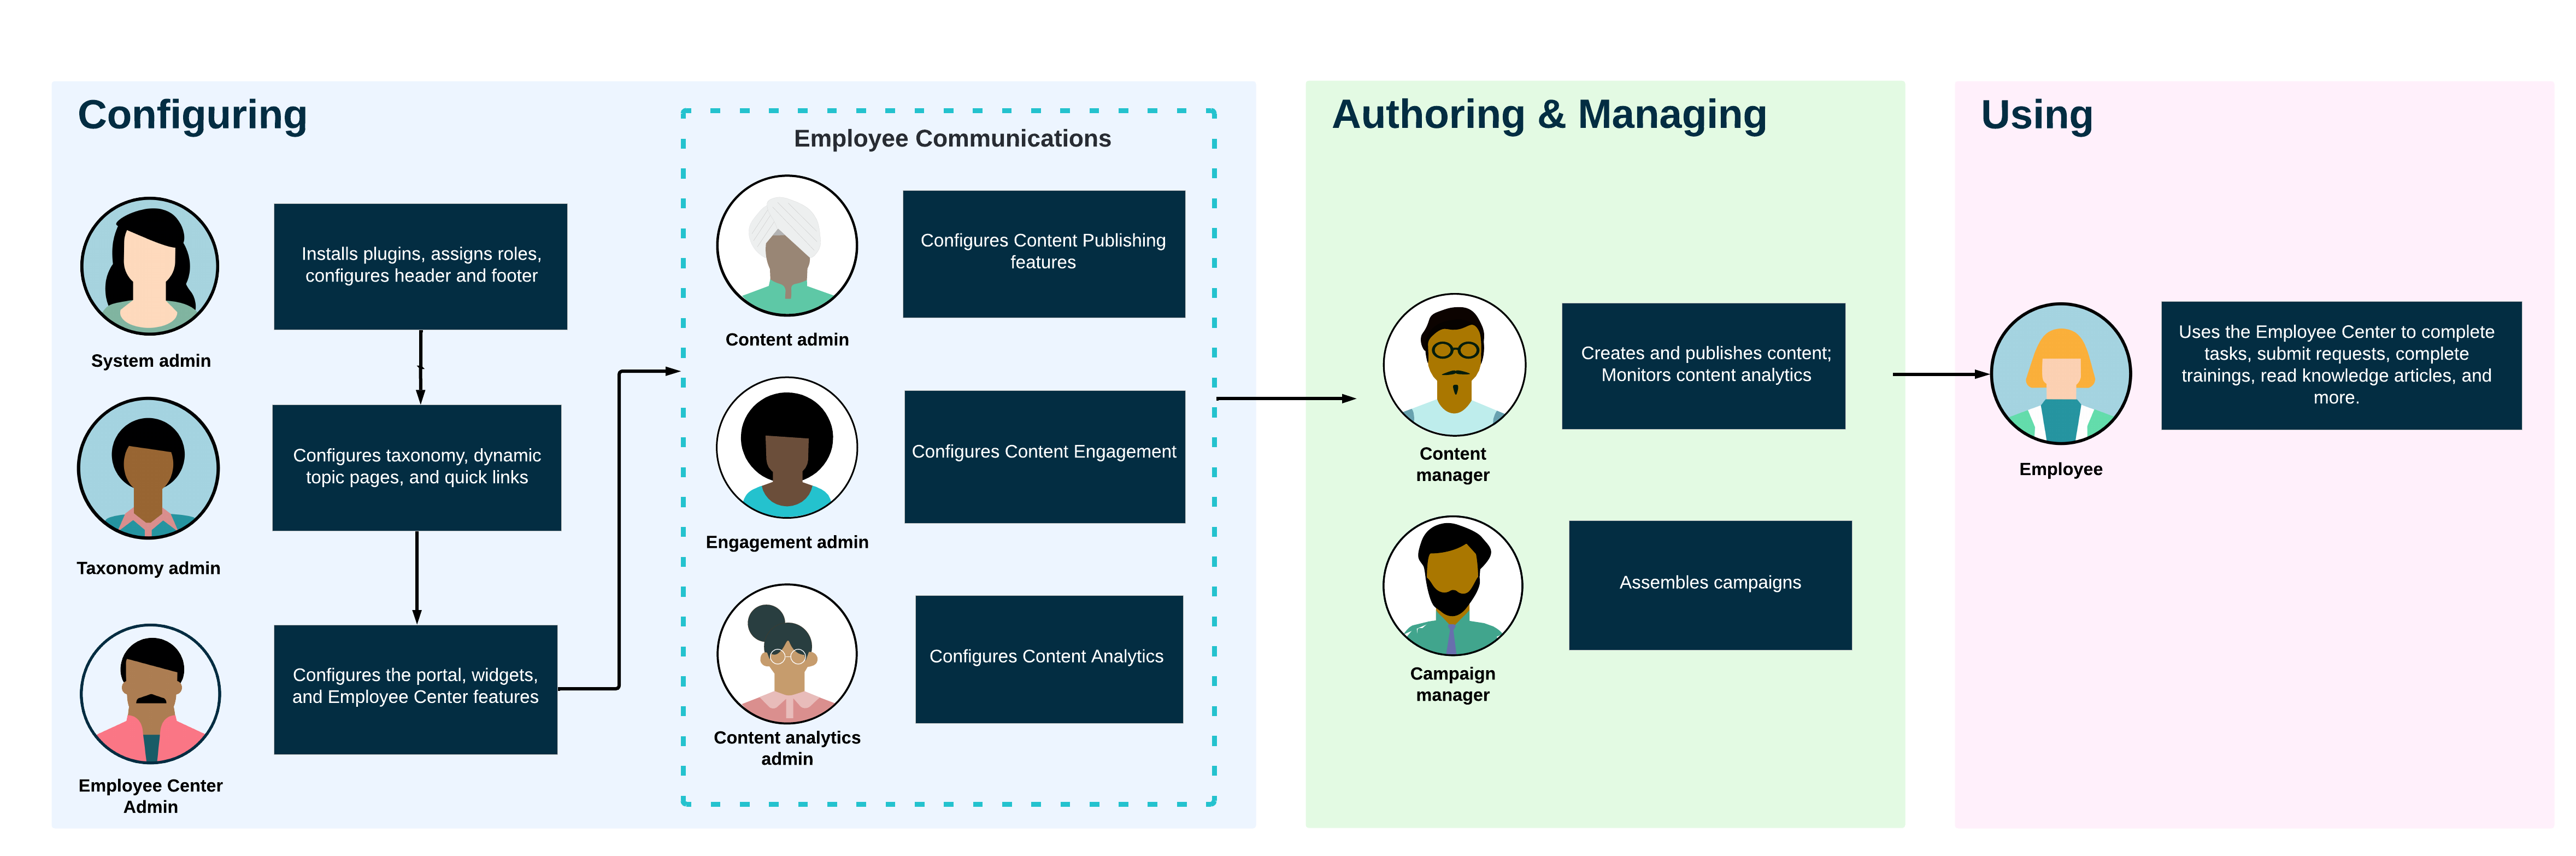 Configuring
Installs plugins, assigns roles,
configures header and footer
System admin
Configures taxonomy, dynamic
topic pages, and quick links
Taxonomy admin
Configures the portal, widgets,
and Employee Center features
Employee Center
Admin
Employee Communications
Configures Content Publishing
features
Content admin
Configures Content Engagement
Engagement admin
Configures Content Analytics
Content analytics
admin
Authoring & Managing
Creates and publishes content;
Monitors content analytics
Content
manager
Assembles campaigns
Campaign
manager
Using
Uses the Employee Center to complete
tasks, submit requests, complete
trainings, read knowledge articles, and
more.
Employee